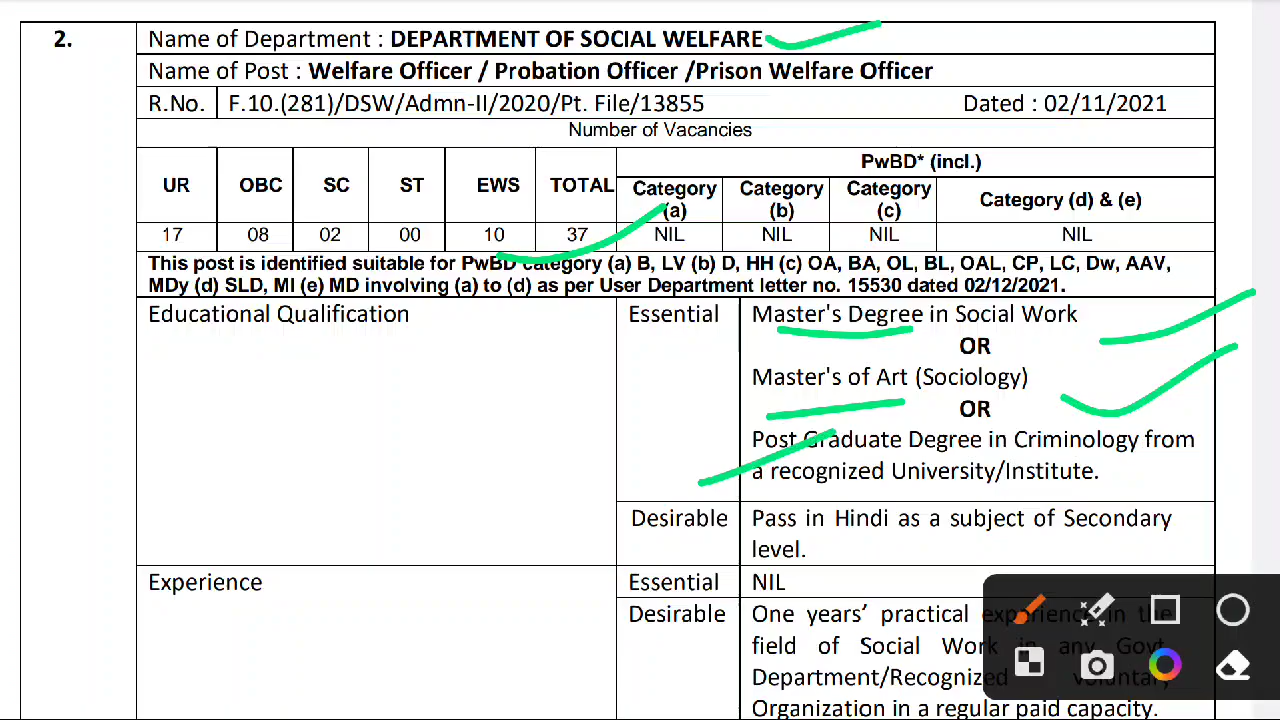 2.
Name of Department : DEPARTMENT OF SOCIAL WELFARE
Name of Post : Welfare Officer / Probation Officer /Prison Welfare Officer
R.No. F.10.(281)/DSW/Admn-II/2020/Pt. File/13855 Dated : 02/11/2021
Number of Vacancies
UR OBC SC ST EWS TOTAL PwBD* (incl.)
Category (a) Category (b) Category (c) Category (d) & (e)
17 08 02 00 10 37 NIL NIL NIL NIL
This post is identified suitable for PwBD category (a) B, LV (b) D, HH (c) OA, BA, OL, BL, OAL, CP, LC, Dw, AAV,
MDy (d) SLD, MI (e) MD involving (a) to (d) as per User Department letter no. 15530 dated 02/12/2021.
Educational Qualification Essential Master's Degree in Social Work
OR
Master's of Art (Sociology)
OR
Post Graduate Degree in Criminology from
a recognized University/Institute.
Desirable Pass in Hindi as a subject of Secondary
level.
Experience Essential NIL
Desirable One years’ practical experience in the
field of Social Work in any Govt.
Department/Recognized voluntary
Organization in a regular paid capacity.